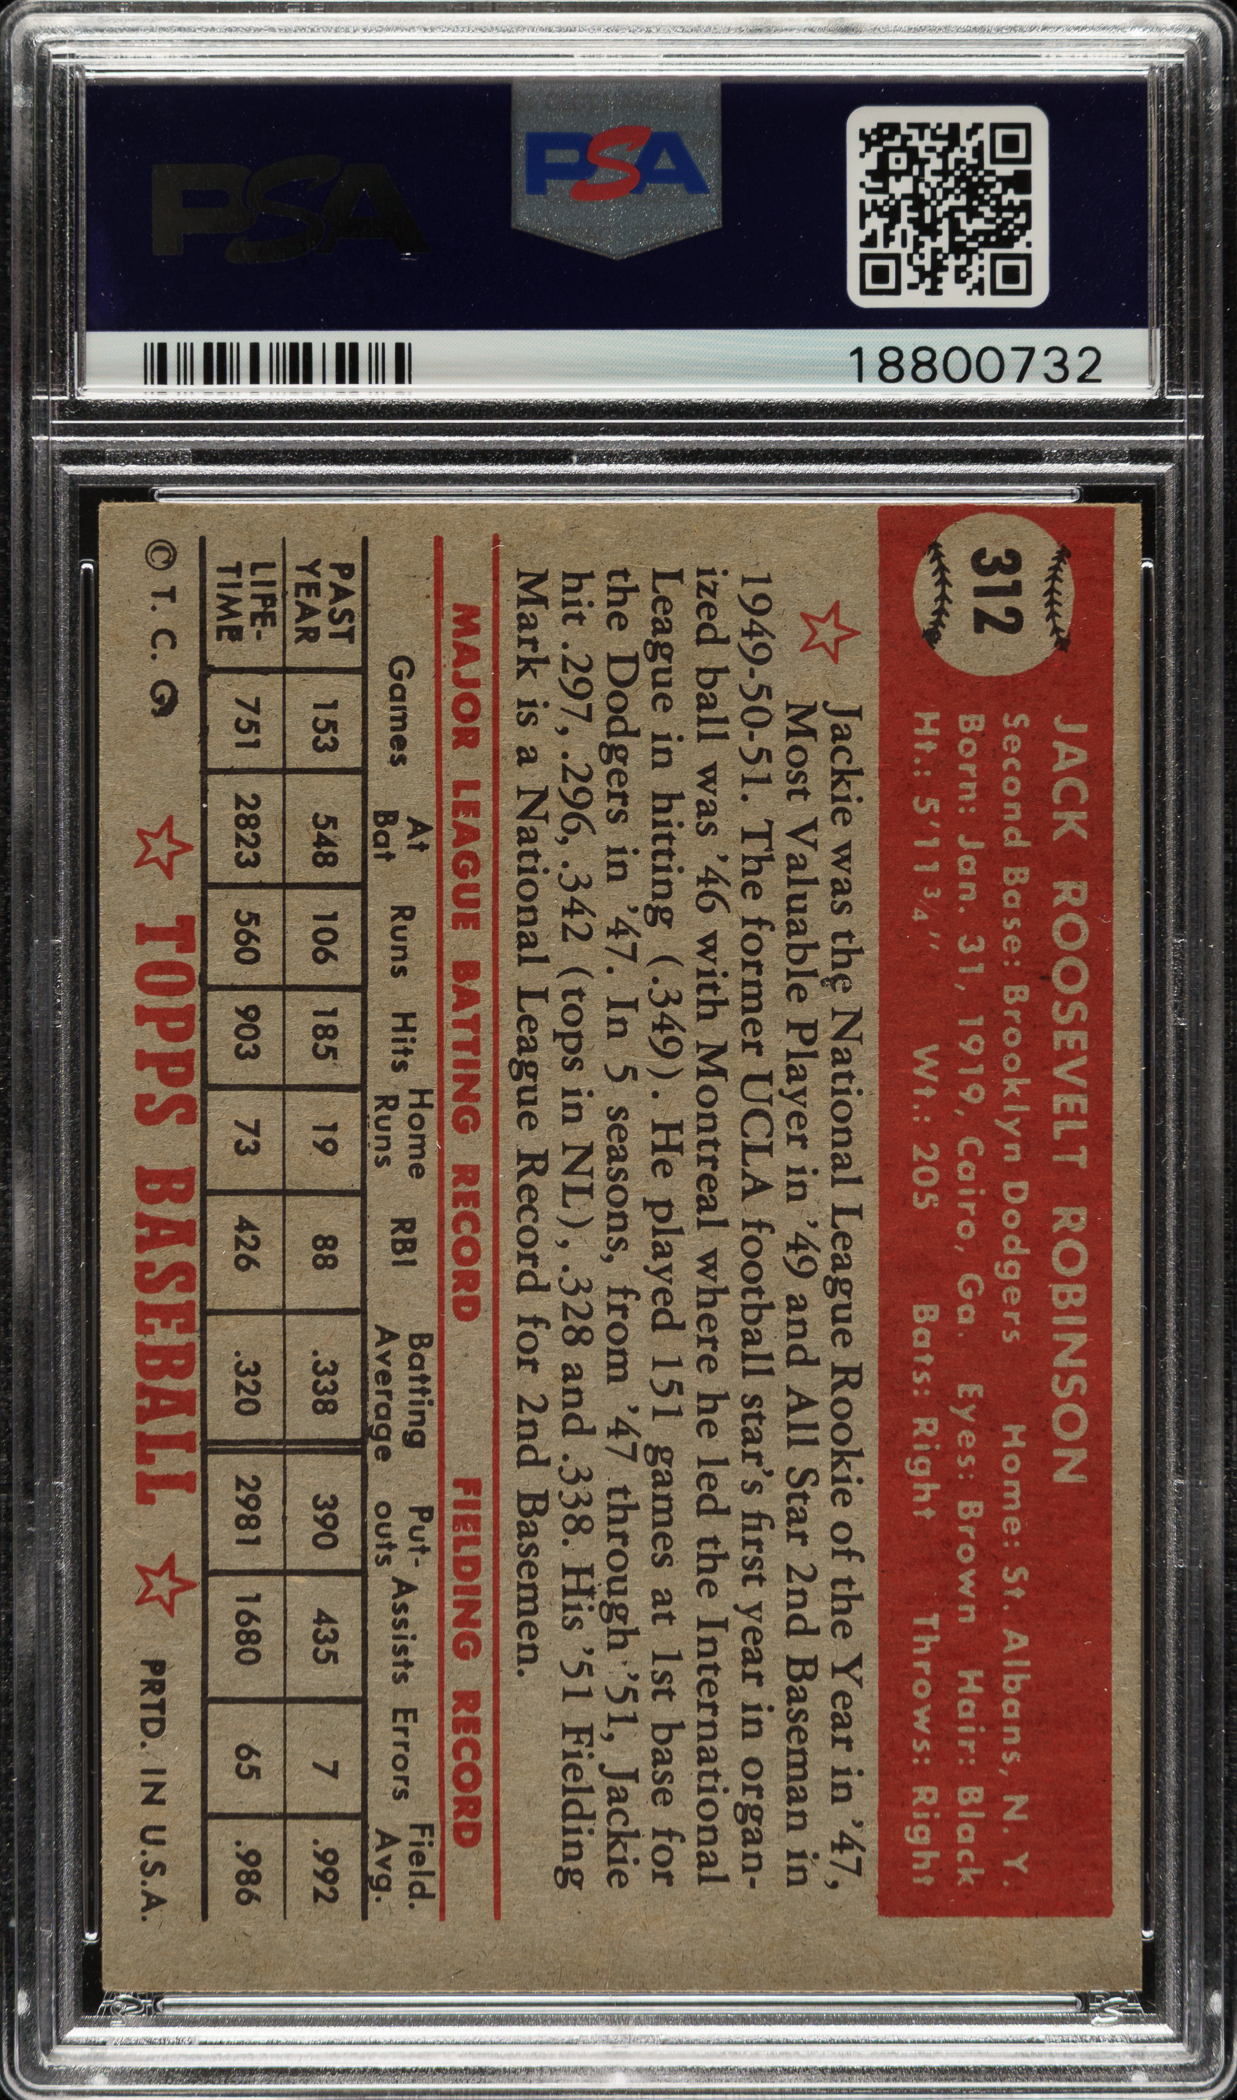 PSA
PSA
18800732
312
JACK ROOSEVELT ROBINSON
Second Base: Brooklyn Dodgers Home: St. Albans, N. Y.
Born: Jan. 31, 1919, Cairo, Ga. Eyes: Brown Hair: Black
Ht.: 5'11¾" Wt.: 205 Bats: Right Throws: Right
Jackie was the National League Rookie of the Year in '47,
Most Valuable Player in '49 and All Star 2nd Baseman in
1949-50-51. The former UCLA football star's first year in organ-
ized ball was '46 with Montreal where he led the International
League in hitting (.349). He played 151 games at 1st base for
the Dodgers in '47. In 5 seasons, from '47 through '51, Jackie
hit .297, .296, .342 (tops in NL), .328 and .338. His '51 Fielding
Mark is a National League Record for 2nd Basemen.
MAJOR LEAGUE BATTING RECORD FIELDING RECORD
Games At Bat Runs Hits Home Runs RBI Batting Average Put-outs Assists Errors Field. Avg.
PAST YEAR 153 548 106 185 19 88 .338 390 435 7 .992
LIFE-TIME 751 2823 560 903 73 426 .320 2981 1680 65 .986
© T. C. G. TOPPS BASEBALL PRTD. IN U.S.A.